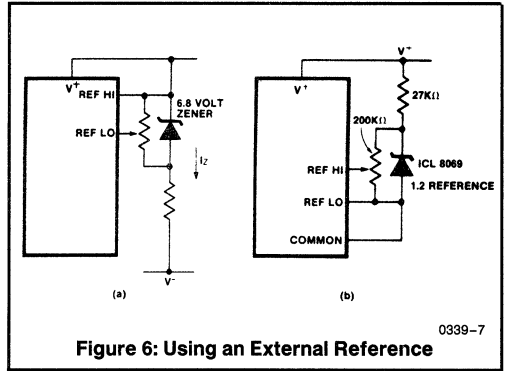 V+
REF HI
6.8 VOLT
ZENER
REF LO
IZ
V-
(a)
V+
V+
27KΩ
200KΩ
ICL 8069
1.2 REFERENCE
REF HI
REF LO
COMMON
(b)
0339-7
Figure 6: Using an External Reference